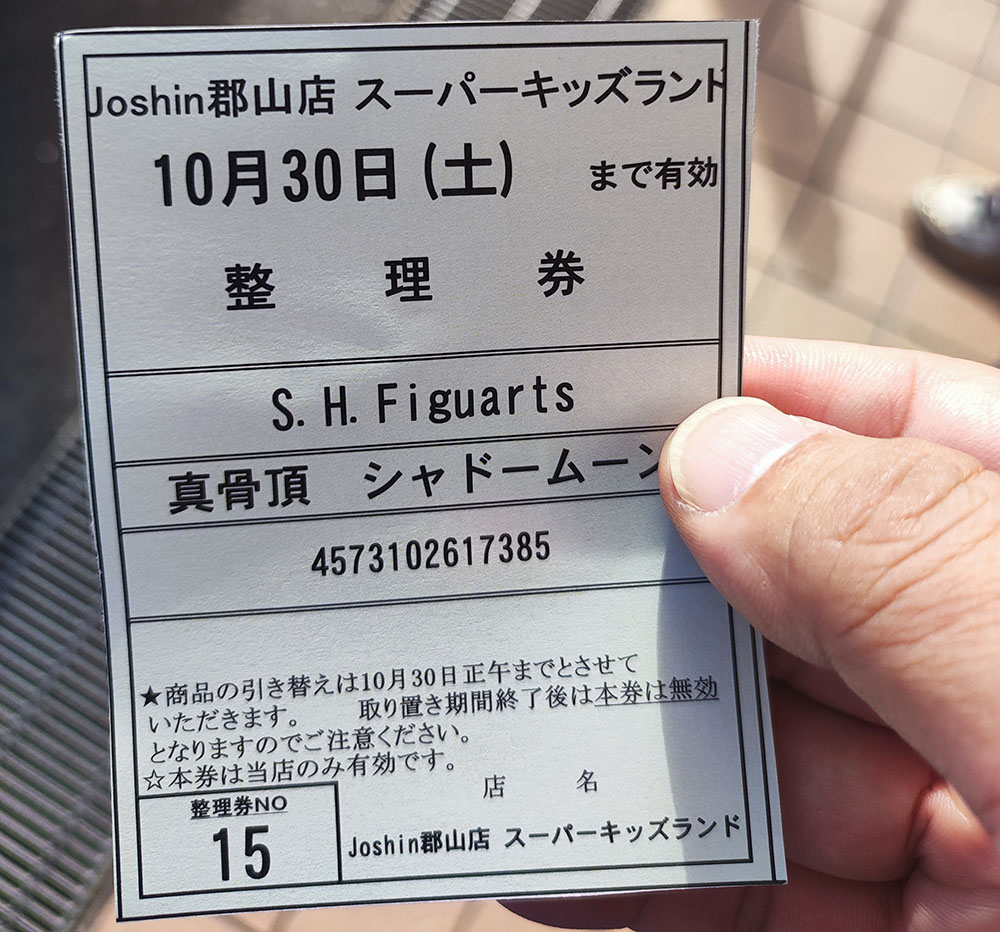 Joshin郡山店 スーパーキッズランド
10月30日(土) まで有効
整理券
S.H.Figuarts
真骨頂 シャドームーン
4573102617385
★商品の引き替えは10月30日正午までとさせて
いただきます。 取り置き期間終了後は本券は無効
となりますのでご注意ください。
☆本券は当店のみ有効です。
店名
整理券NO
15
Joshin郡山店 スーパーキッズランド